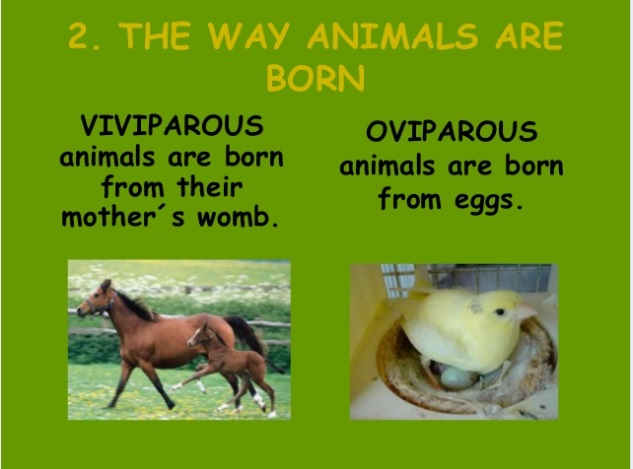 2. THE WAY ANIMALS ARE
BORN
VIVIPAROUS
animals are born
from their
mother´s womb.
OVIPAROUS
animals are born
from eggs.